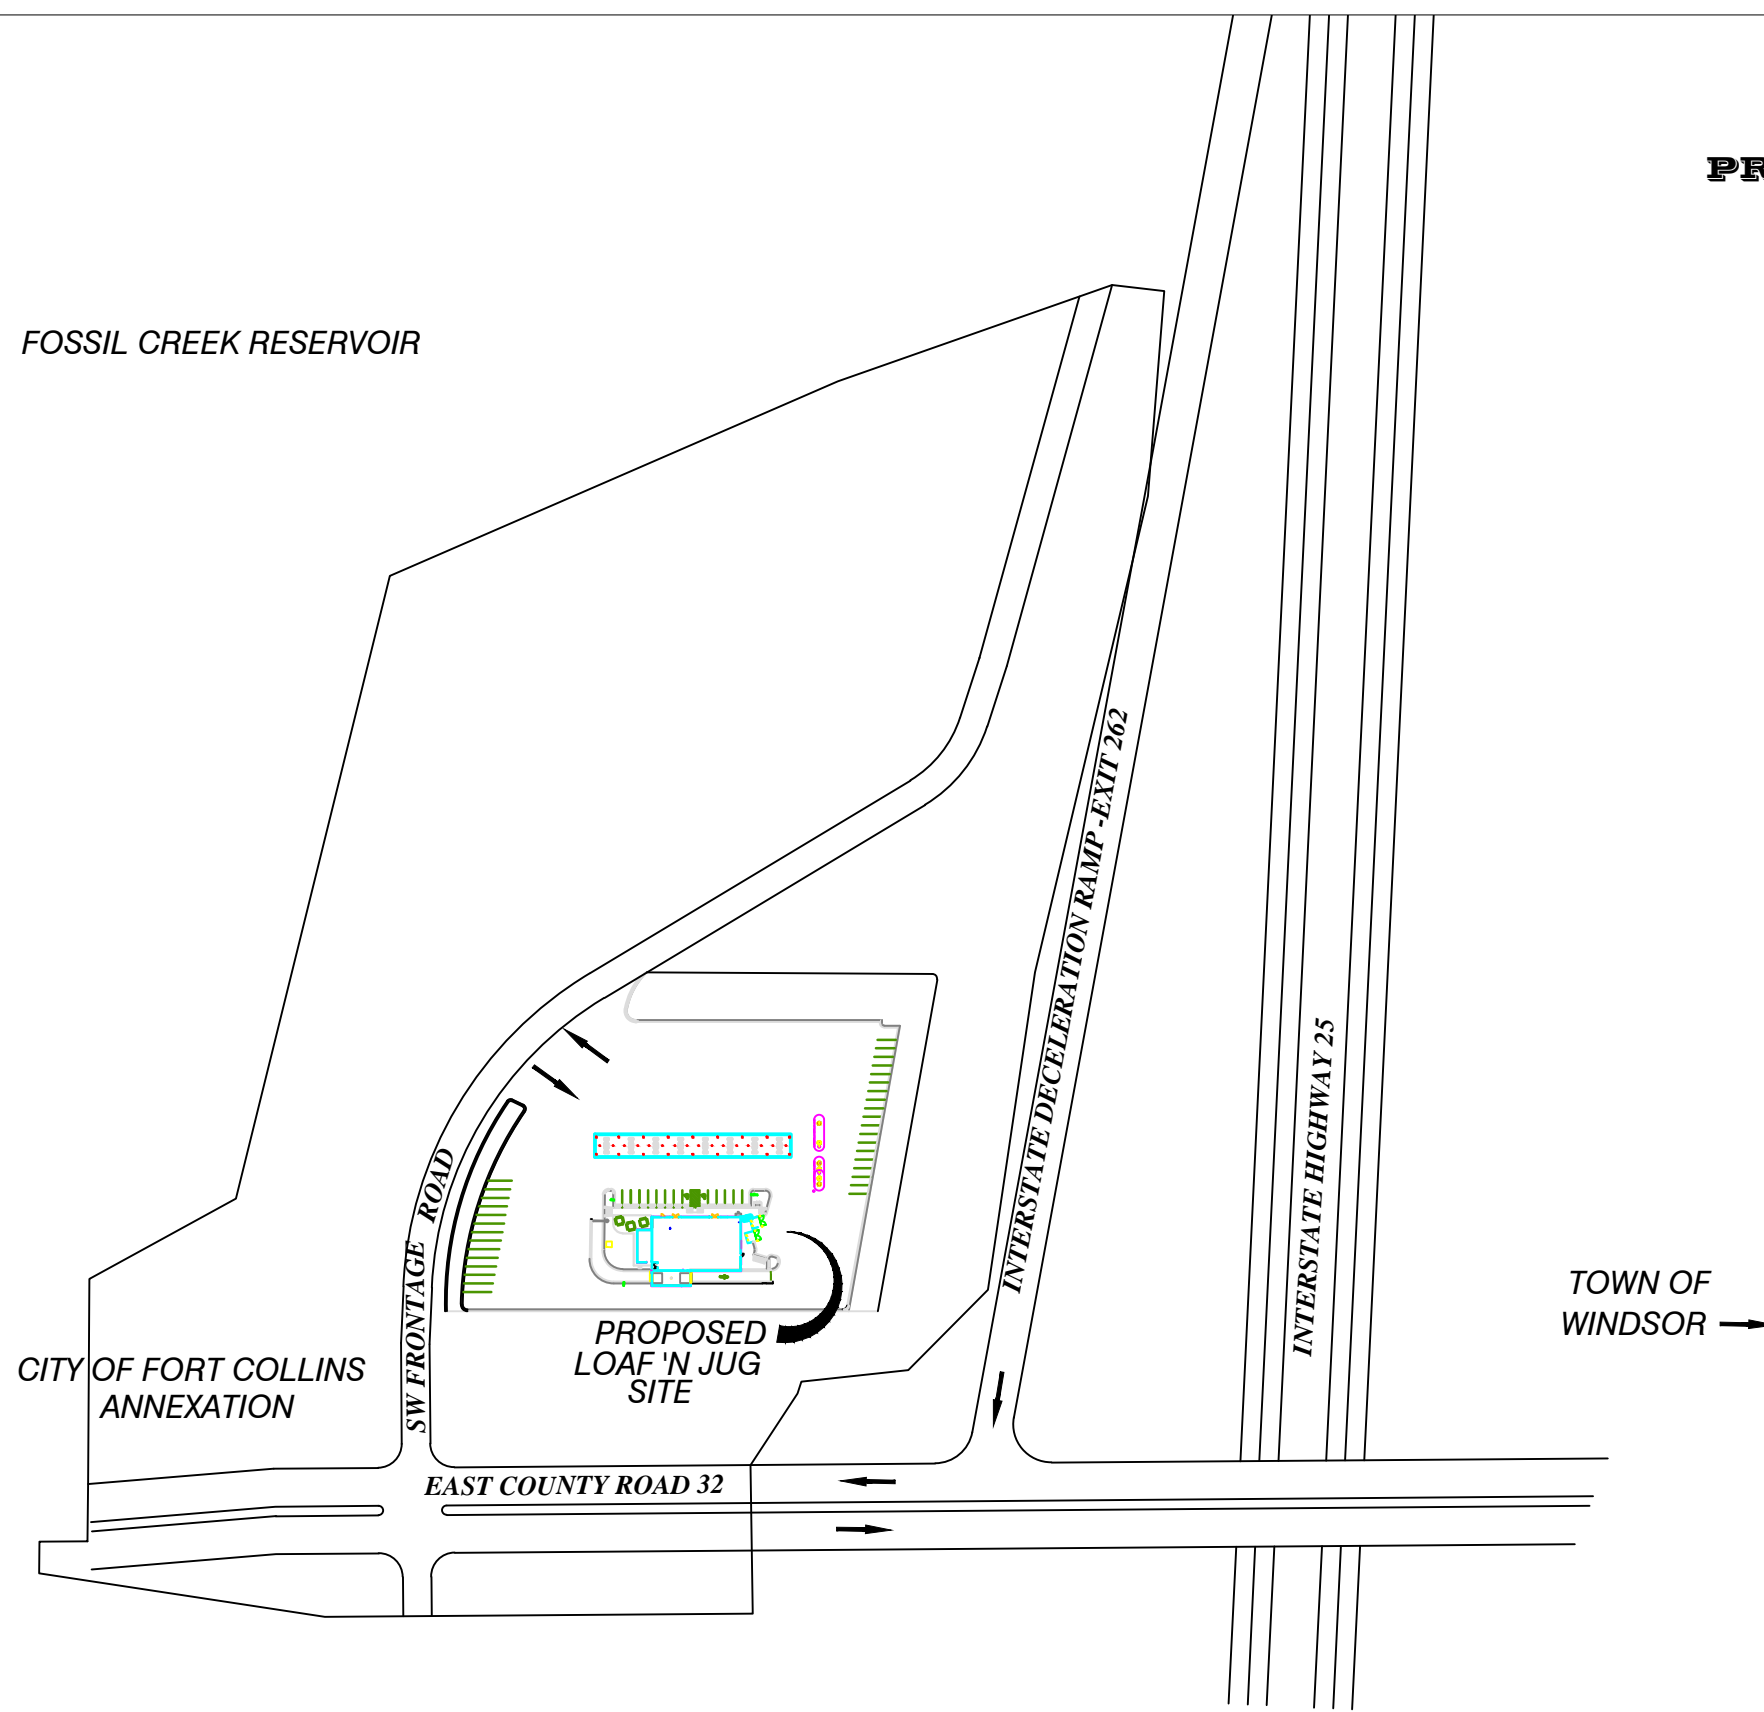 PR
FOSSIL CREEK RESERVOIR
INTERSTATE DECELERATION RAMP -EXIT 262
INTERSTATE HIGHWAY 25
SW FRONTAGE ROAD
TOWN OF
WINDSOR
PROPOSED
LOAF 'N JUG
SITE
CITY OF FORT COLLINS
ANNEXATION
EAST COUNTY ROAD 32